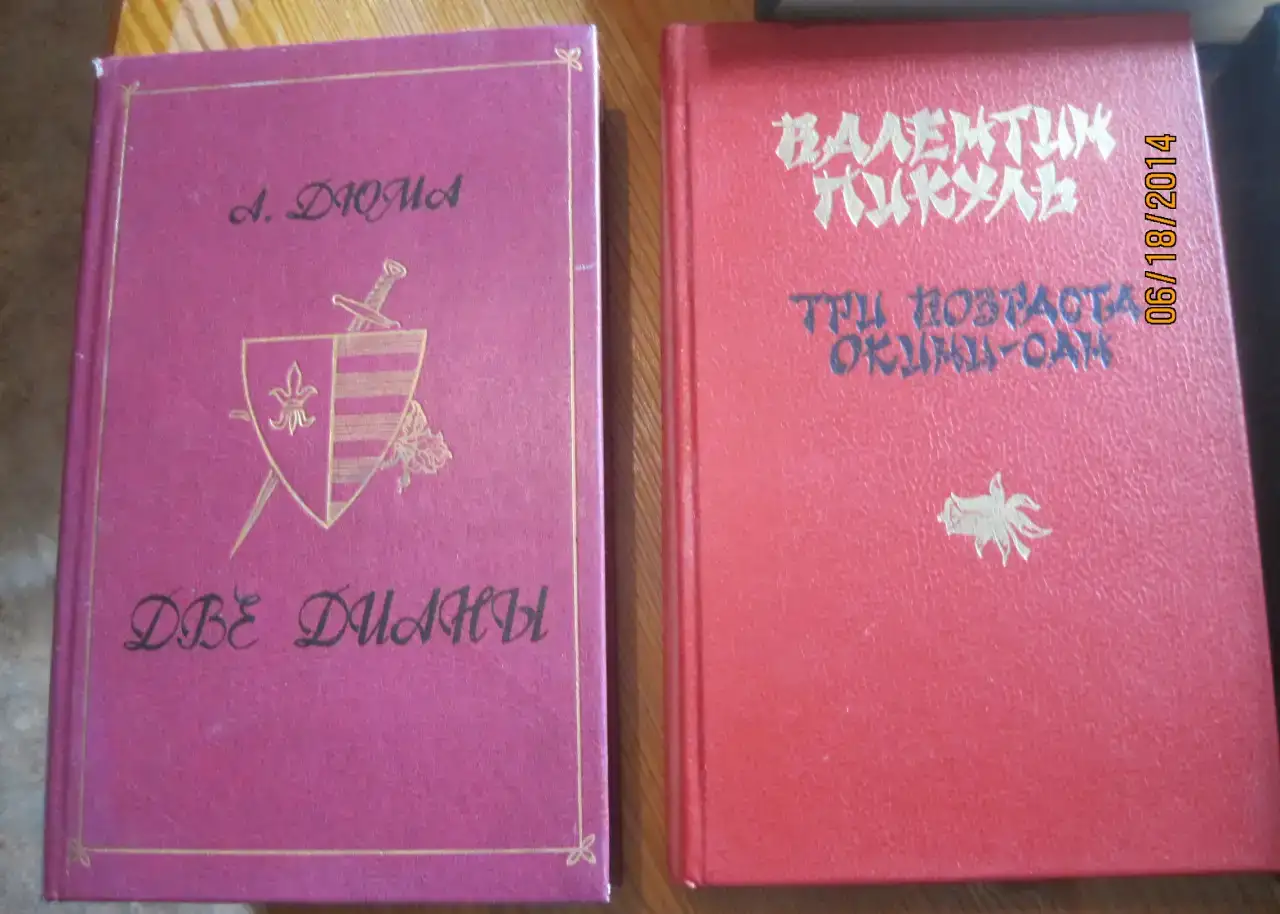 А. ДЮМА
ДВЕ ДИАНЫ
ВАЛЕНТИН
ПИКУЛЬ
ТРИ ВОЗРАСТА
ОКИНИ-САН
06/18/2014